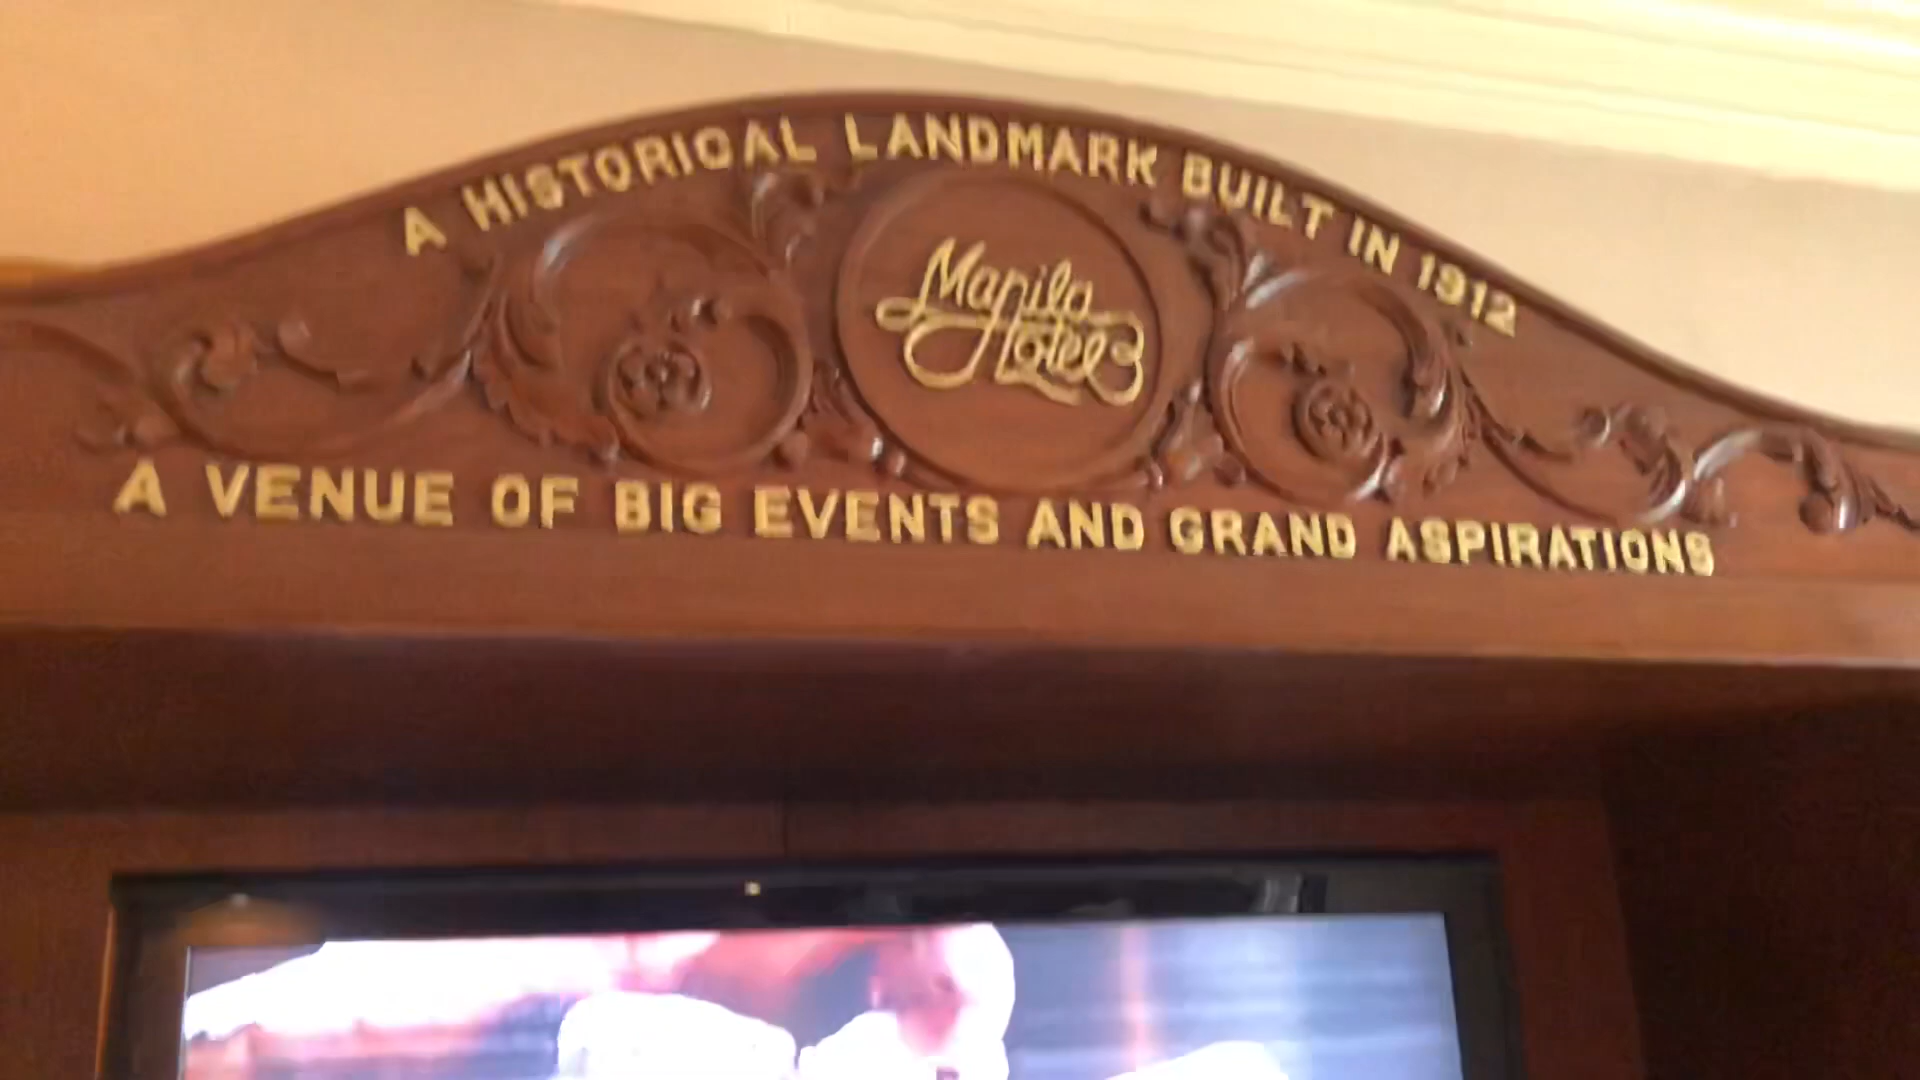 A HISTORICAL LANDMARK BUILT IN 1912
Manila
Hotel
A VENUE OF BIG EVENTS AND GRAND ASPIRATIONS